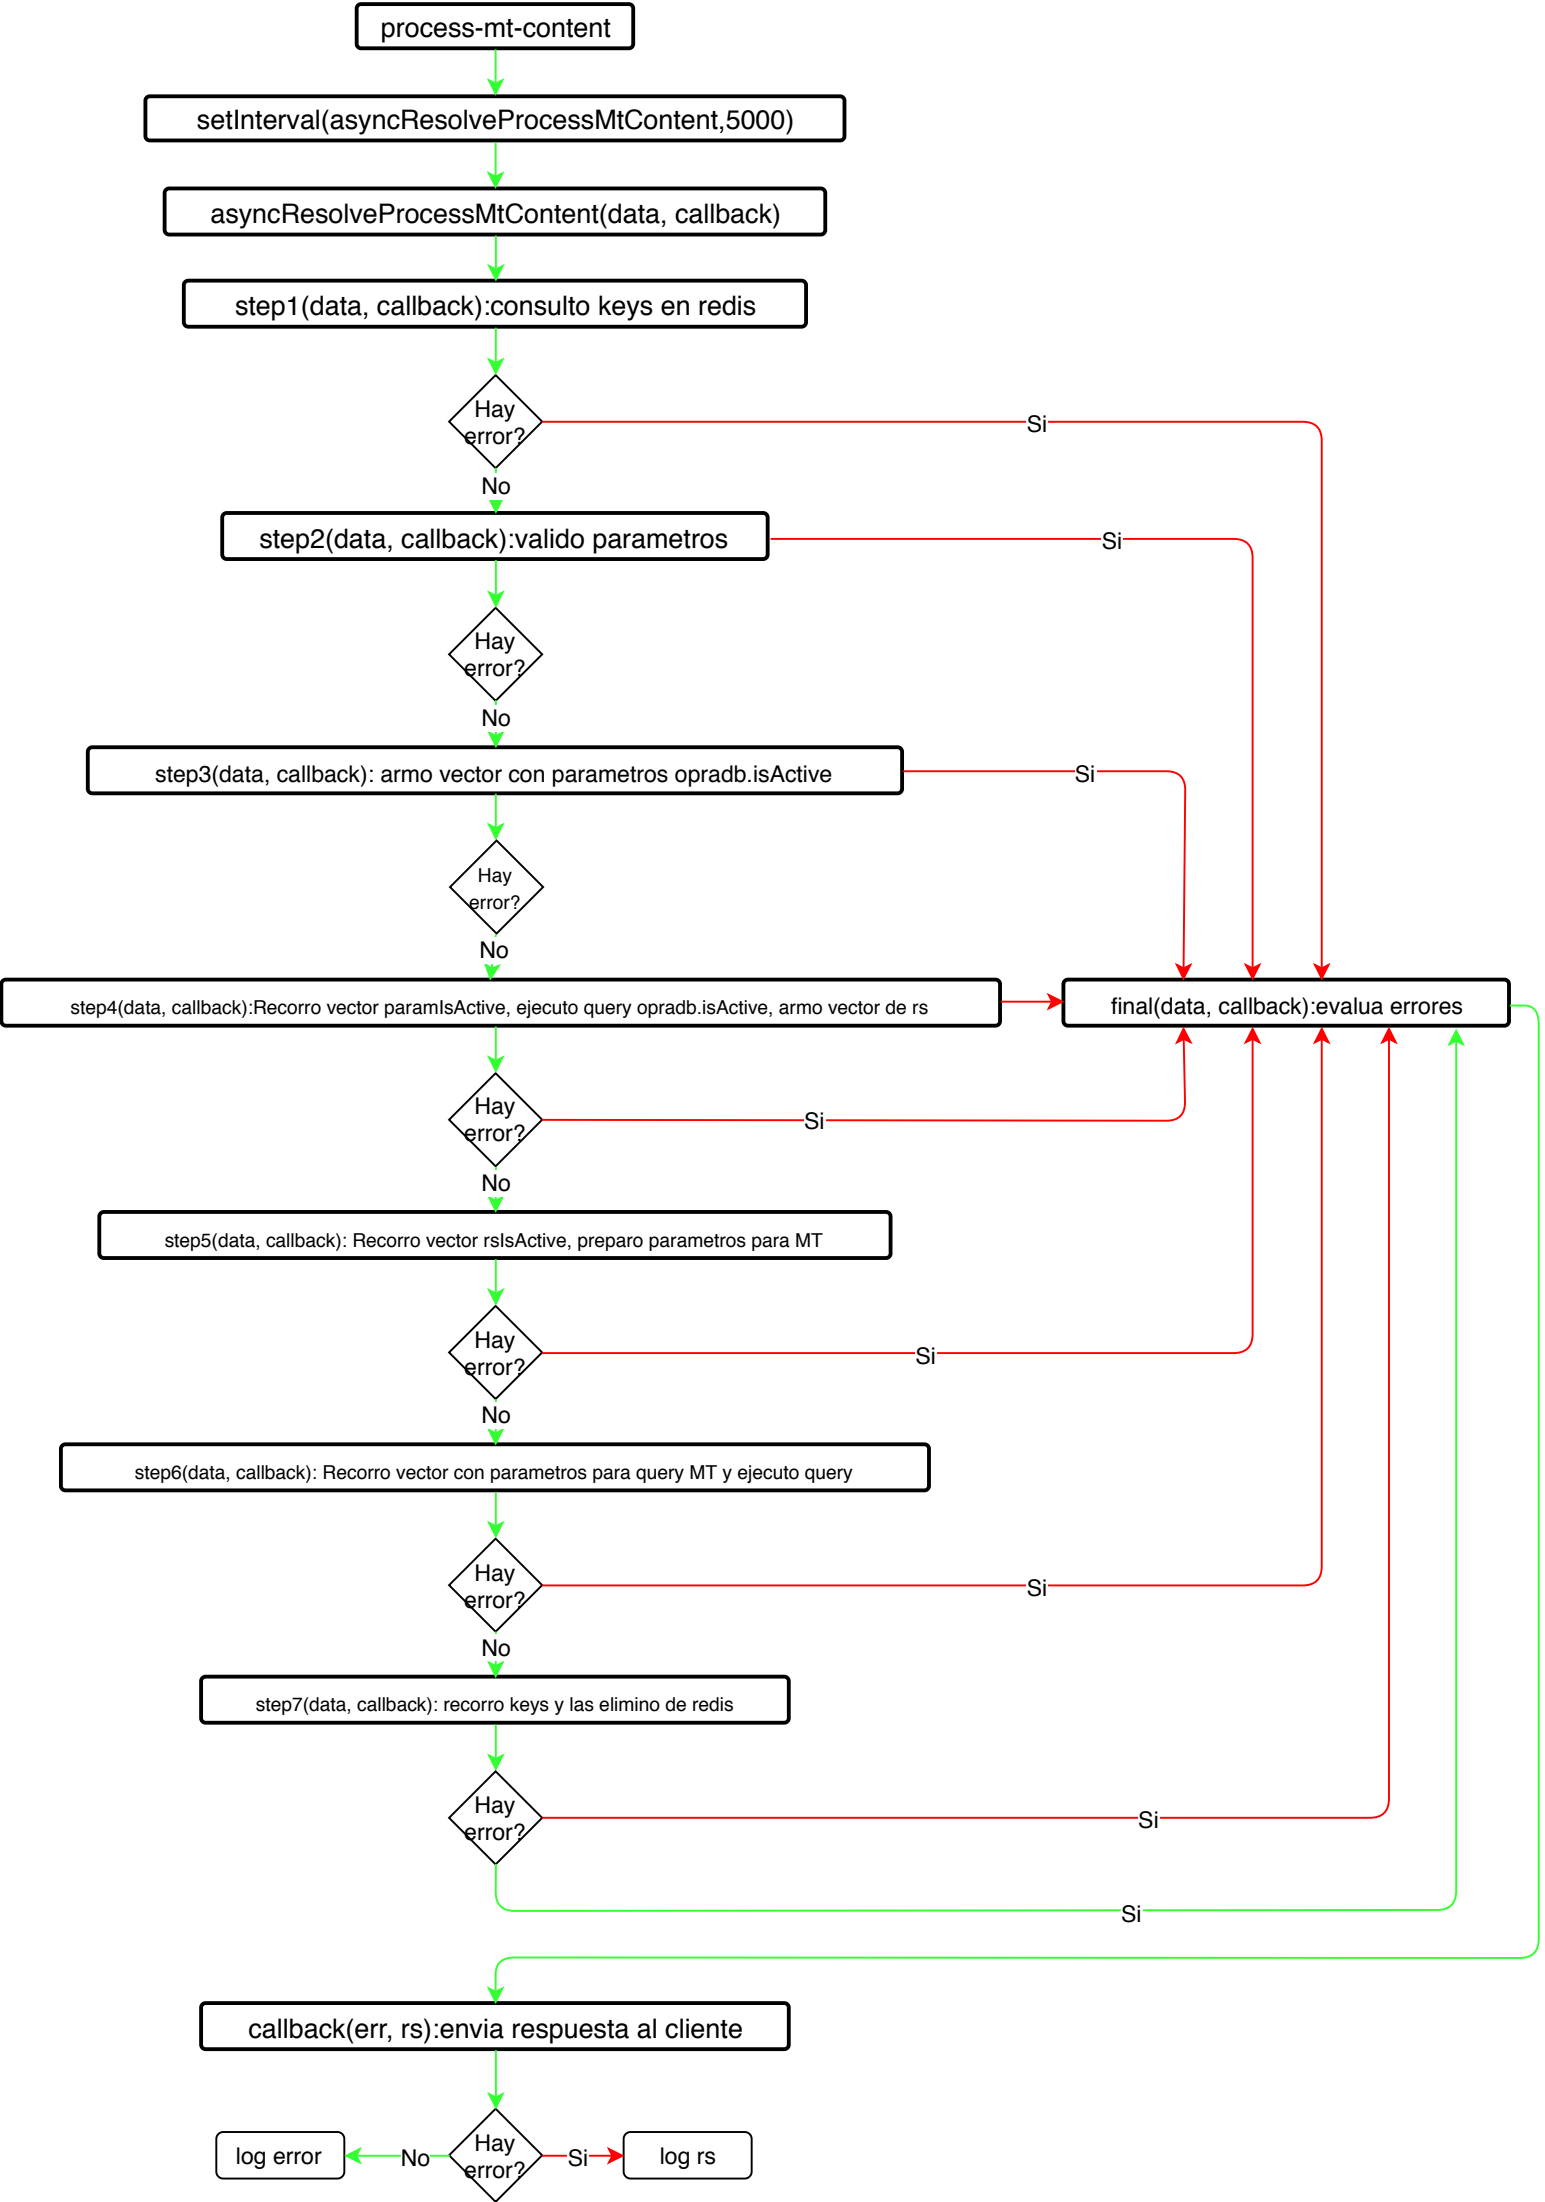 process-mt-content
setInterval(asyncResolveProcessMtContent,5000)
asyncResolveProcessMtContent(data, callback)
step1(data, callback):consulto keys en redis
Hay
error?
Si
No
step2(data, callback):valido parametros
Si
Hay
error?
No
step3(data, callback): armo vector con parametros opradb.isActive
Si
Hay
error?
No
step4(data, callback):Recorro vector paramIsActive, ejecuto query opradb.isActive, armo vector de rs
final(data, callback):evalua errores
Hay
error?
Si
No
step5(data, callback): Recorro vector rsIsActive, preparo parametros para MT
Hay
error?
Si
No
step6(data, callback): Recorro vector con parametros para query MT y ejecuto query
Hay
error?
Si
No
step7(data, callback): recorro keys y las elimino de redis
Hay
error?
Si
Si
callback(err, rs):envia respuesta al cliente
Hay
error?
log error
No
Si
log rs